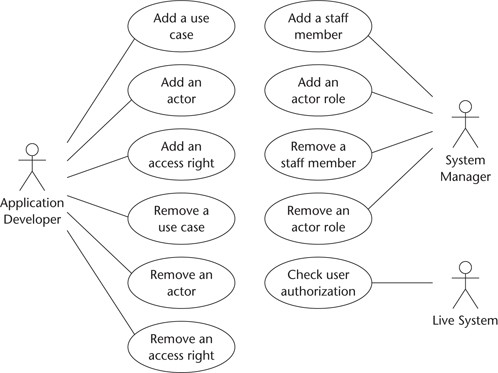 Add a use
case
Add an
actor
Add an
access right
Remove a
use case
Remove an
actor
Remove an
access right
Application
Developer
Add a staff
member
Add an
actor role
Remove a
staff member
Remove an
actor role
Check user
authorization
System
Manager
Live System